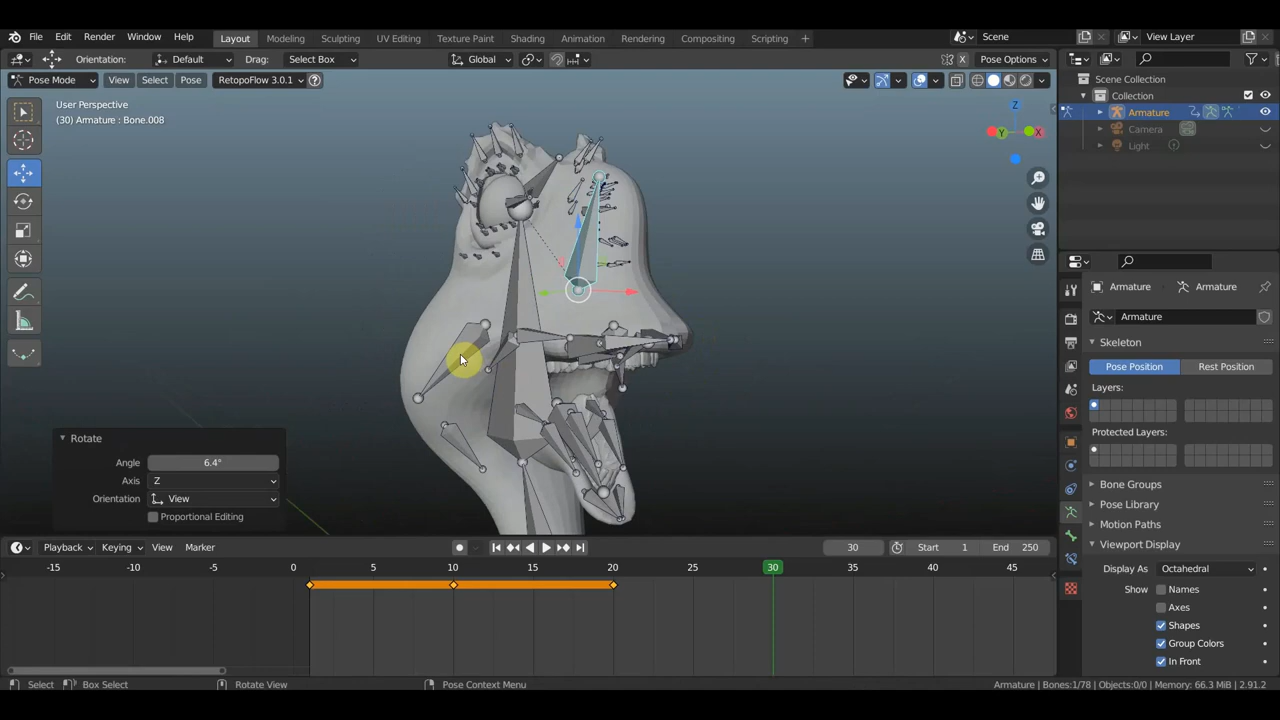 File Edit Render Window Help Layout Modeling Sculpting UV Editing Texture Paint Shading Animation Rendering Compositing Scripting + Scene View Layer
Orientation: Default Drag: Select Box Global X Pose Options
Pose Mode View Select Pose RetopoFlow 3.0.1 ?
Scene Collection
Collection
Armature
Camera
Light
User Perspective
(30) Armature : Bone.008
Z
Y
X
Armature Armature
Armature
Skeleton
Pose Position Rest Position
Layers:
Protected Layers:
Bone Groups
Pose Library
Motion Paths
Viewport Display
Display As Octahedral
Show Names
Axes
Shapes
Group Colors
In Front
Rotate
Angle 6.4°
Axis Z
Orientation View
Proportional Editing
Playback Keying View Marker 30 Start 1 End 250
-15 -10 -5 0 5 10 15 20 25 30 35 40 45
Select Box Select Rotate View Pose Context Menu Armature | Bones:1/78 | Objects:0/0 | Memory: 66.3 MiB | 2.91.2